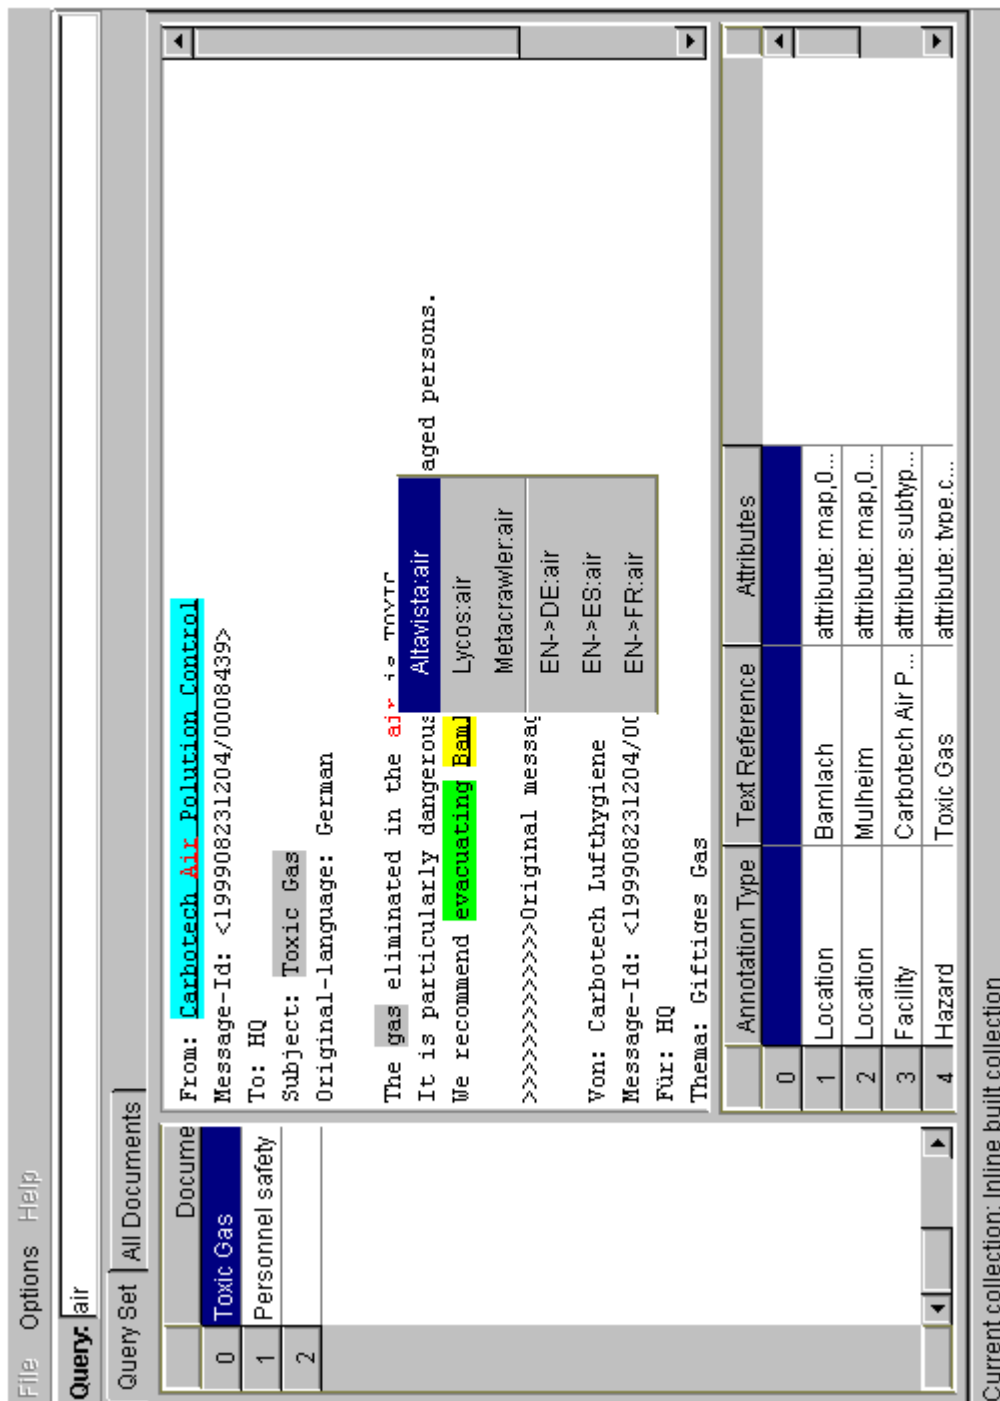 File Options Help
Query: air
Query Set All Documents
Docume
0 Toxic Gas
1 Personnel safety
2
From: Carbotech Air Polution Control
Message-Id: <19990823l204/0008439>
To: HQ
Subject: Toxic Gas
Original-language: German
The gas eliminated in the air is TOXIC
It is particularly dangerous aged persons.
We recommend evacuating Baml
>>>>>>>>>>>>Original messag
Von: Carbotech Lufthygiene
Message-Id: <199908231204/00
Für: HQ
Thema: Giftiges Gas
Altavista:air
Lycos:air
Metacrawler:air
EN->DE:air
EN->ES:air
EN->FR:air
Annotation Type Text Reference Attributes
0
1 Location Bamlach attribute: map,0...
2 Location Mulheim attribute: map,0...
3 Facility Carbotech Air P... attribute: subtyp...
4 Hazard Toxic Gas attribute: type,c...
Current collection: Inline built collection